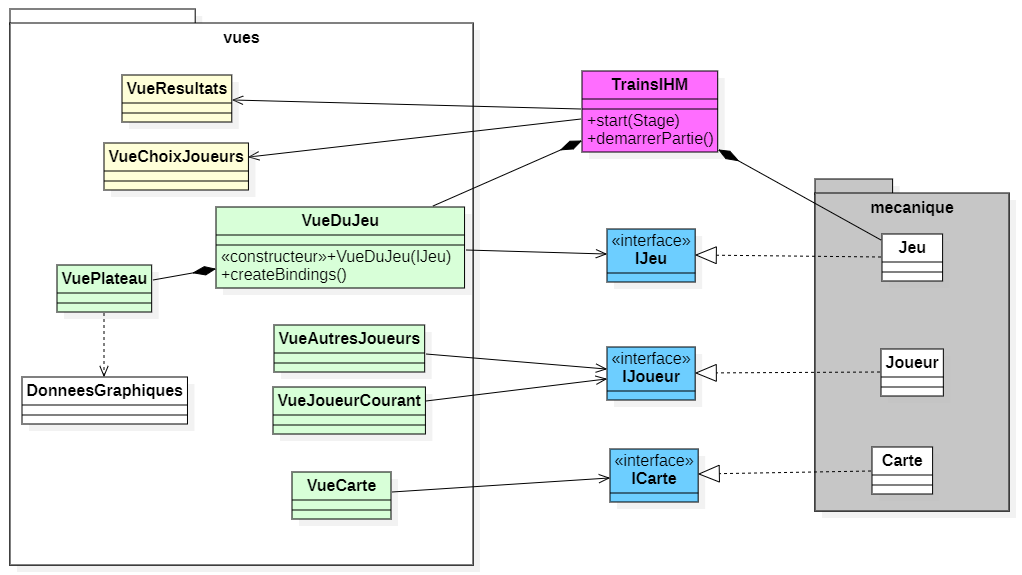 vues
VueResultats
VueChoixJoueurs
TrainsIHM
+start(Stage)
+demarrerPartie()
VueDuJeu
«constructeur»+VueDuJeu(IJeu)
+createBindings()
VuePlateau
DonneesGraphiques
VueAutresJoueurs
VueJoueurCourant
VueCarte
«interface»
IJeu
«interface»
IJoueur
«interface»
ICarte
mecanique
Jeu
Joueur
Carte